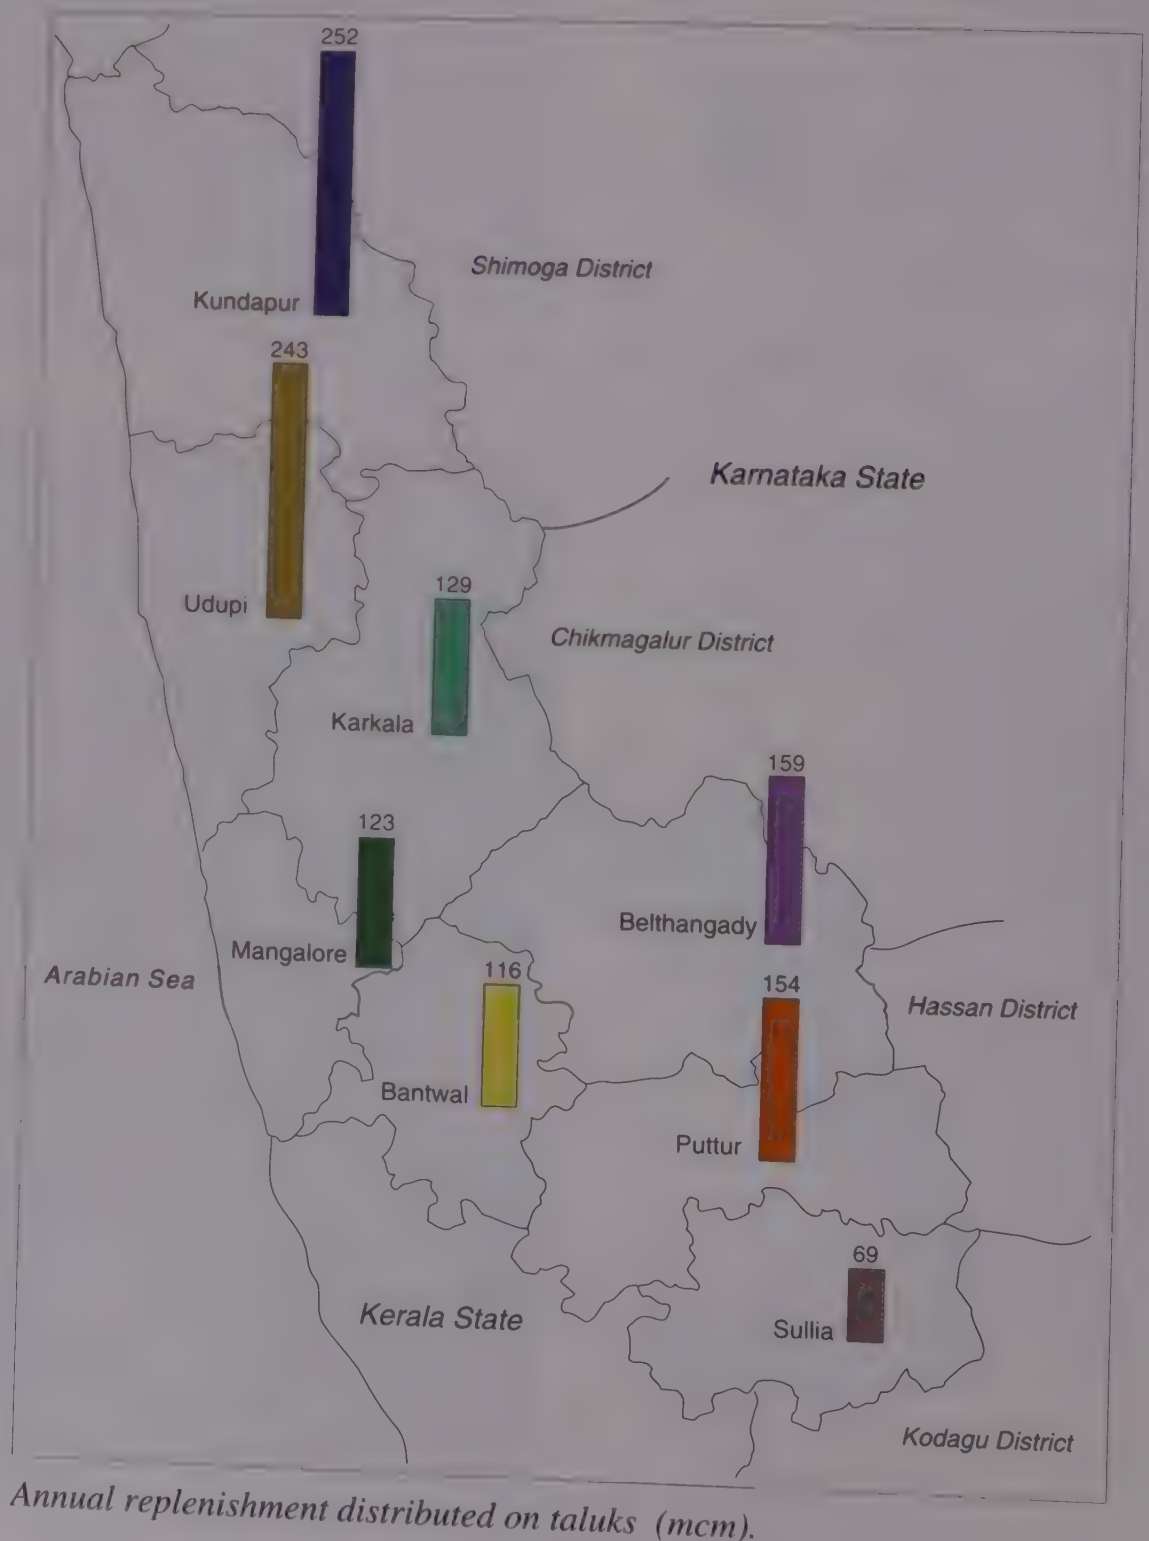 252
Shimoga District
Kundapur
243
Karnataka State
129
Udupi
Chikmagalur District
Karkala
159
123
Belthangady
Mangalore
116
Arabian Sea
154
Hassan District
Bantwal
Puttur
69
Kerala State
Sullia
Kodagu District
Annual replenishment distributed on taluks (mcm).